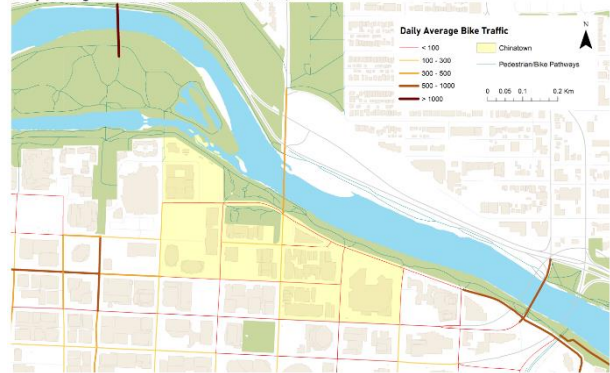 Daily Average Bike Traffic
N
< 100
Chinatown
100 - 300
Pedestrian/Bike Pathways
300 - 500
500 - 1000
0 0.05 0.1 0.2 Km
> 1000